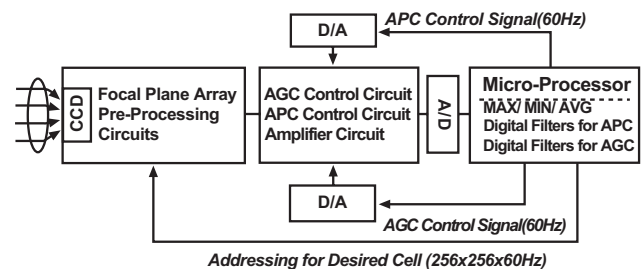 D/A
APC Control Signal(60Hz)
CCD
Focal Plane Array
Pre-Processing
Circuits
AGC Control Circuit
APC Control Circuit
Amplifier Circuit
A/D
Micro-Processor
MAX/ MIN/ AVG
Digital Filters for APC
Digital Filters for AGC
D/A
AGC Control Signal(60Hz)
Addressing for Desired Cell (256x256x60Hz)